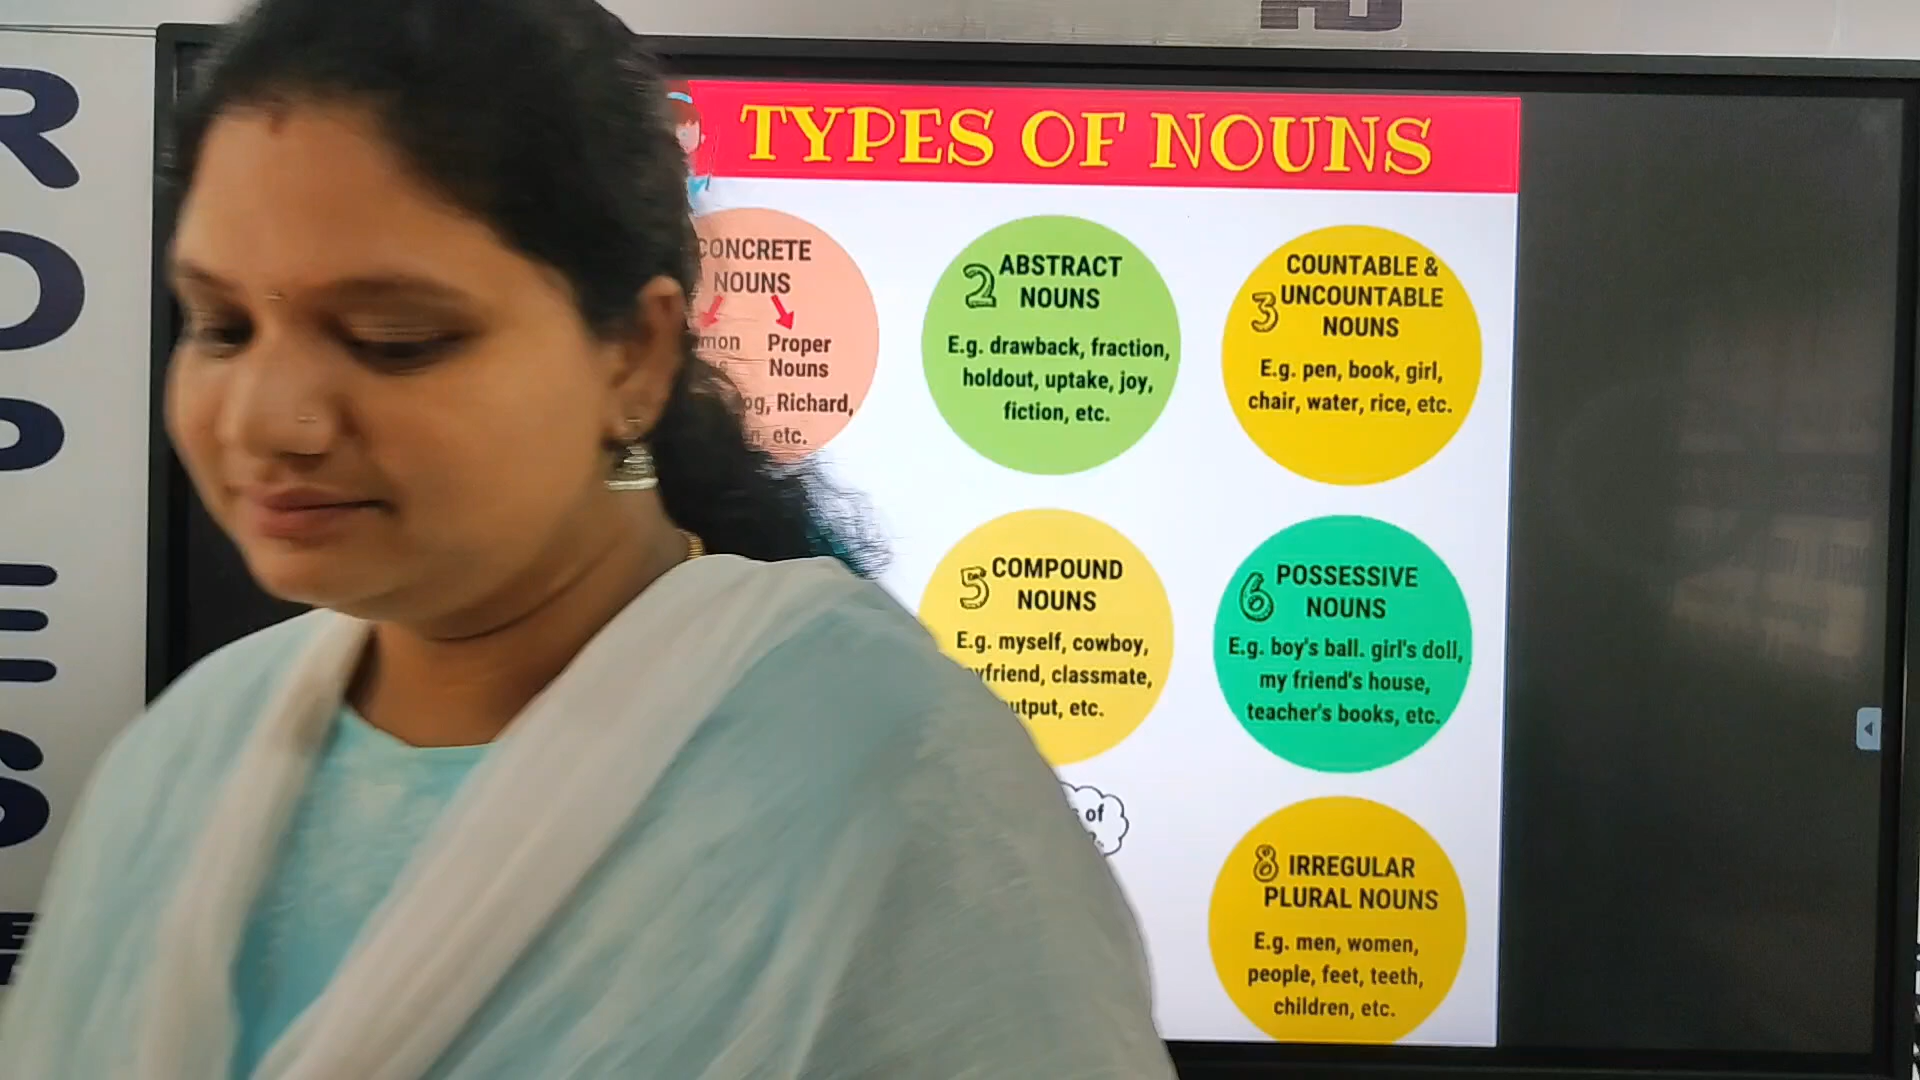 TYPES OF NOUNS
CONCRETE
NOUNS
Proper
Nouns
Richard,
etc.
2 ABSTRACT
NOUNS
E.g. drawback, fraction,
holdout, uptake, joy,
fiction, etc.
COUNTABLE &
3 UNCOUNTABLE
NOUNS
E.g. pen, book, girl,
chair, water, rice, etc.
5 COMPOUND
NOUNS
E.g. myself, cowboy,
classmate,
etc.
6 POSSESSIVE
NOUNS
E.g. boy's ball. girl's doll,
my friend's house,
teacher's books, etc.
of
8 IRREGULAR
PLURAL NOUNS
E.g. men, women,
people, feet, teeth,
children, etc.
R
O
P
E
S